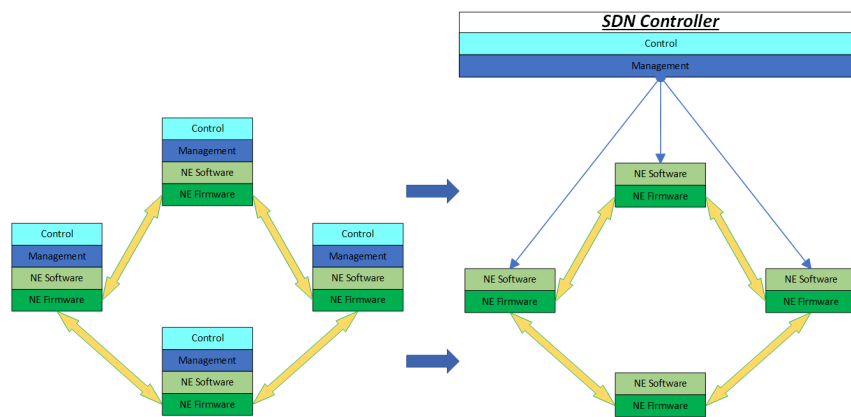 SDN Controller
Control
Management
Control
Management
NE Software
NE Firmware
NE Software
NE Firmware
Control
Management
NE Software
NE Firmware
Control
Management
NE Software
NE Firmware
NE Software
NE Firmware
NE Software
NE Firmware
Control
Management
NE Software
NE Firmware
NE Software
NE Firmware